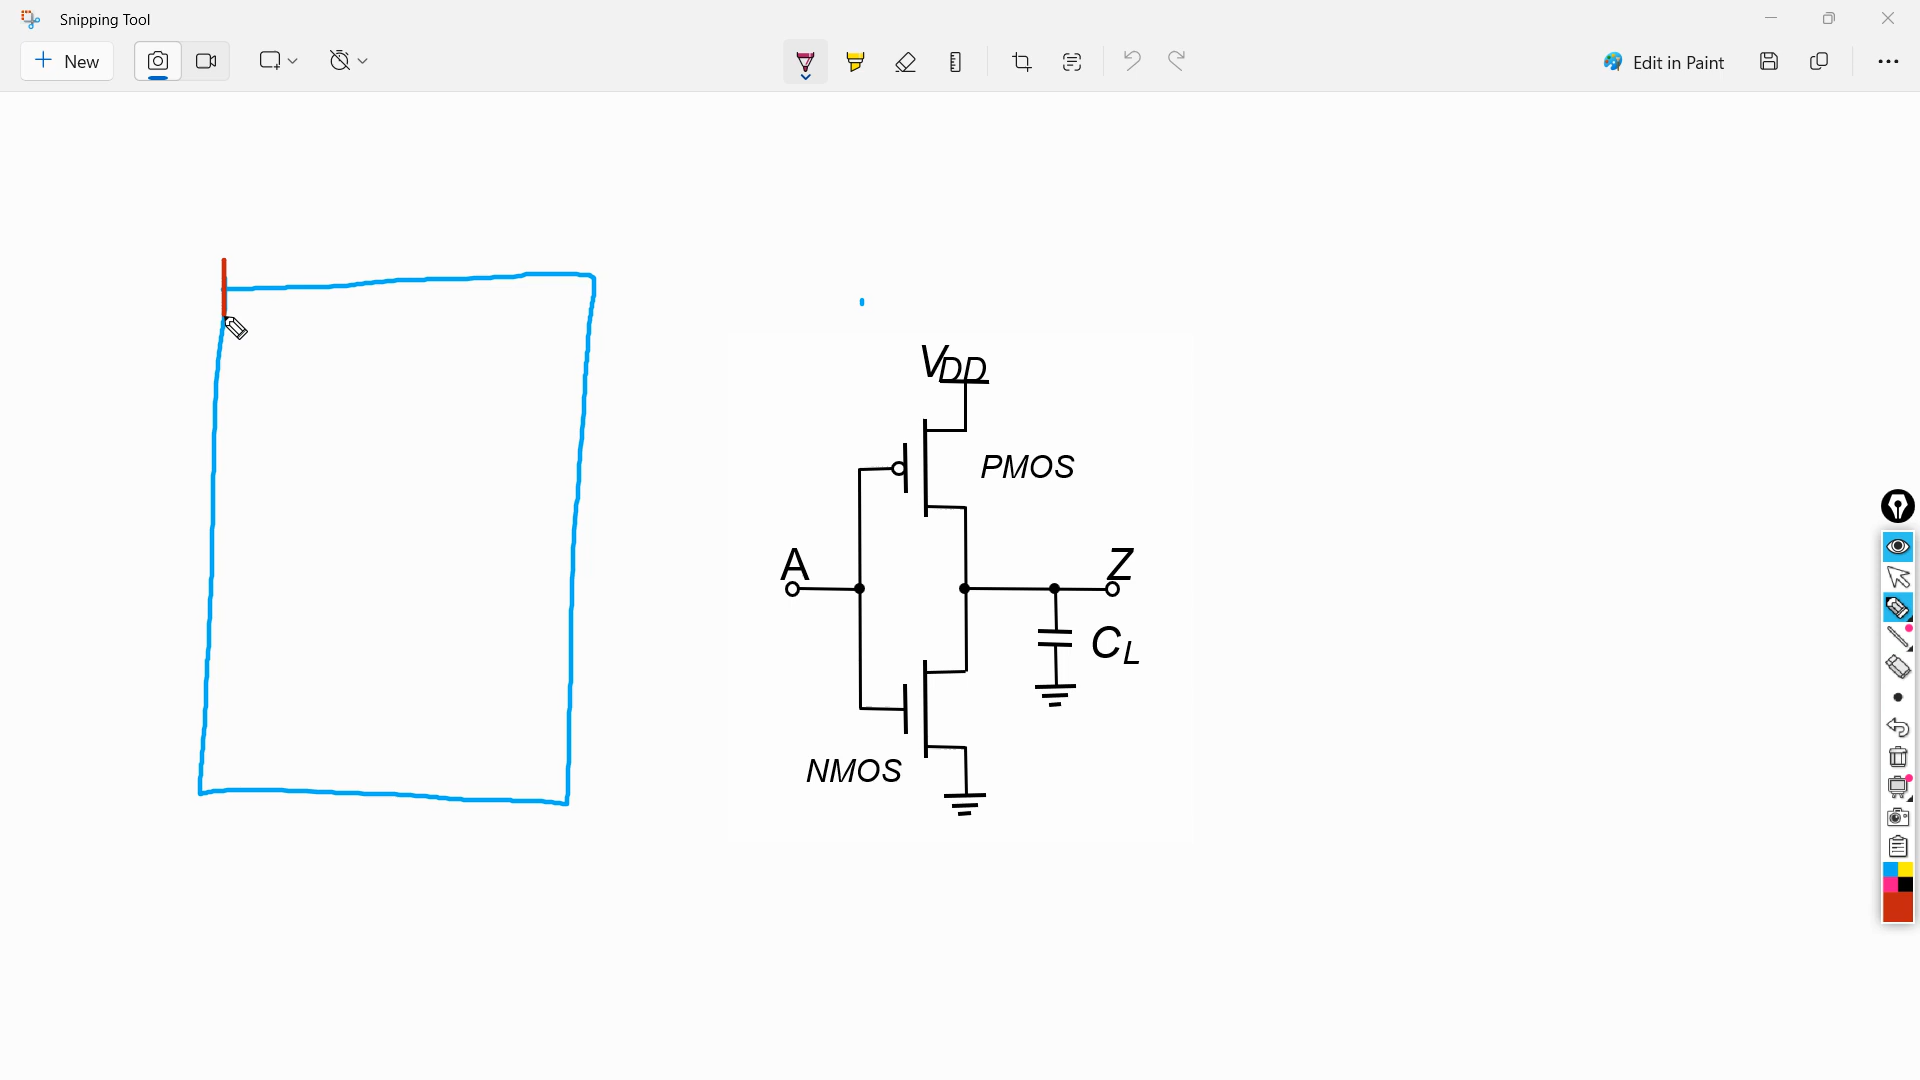 Snipping Tool
New
Edit in Paint
VDD
PMOS
A
Z
CL
NMOS